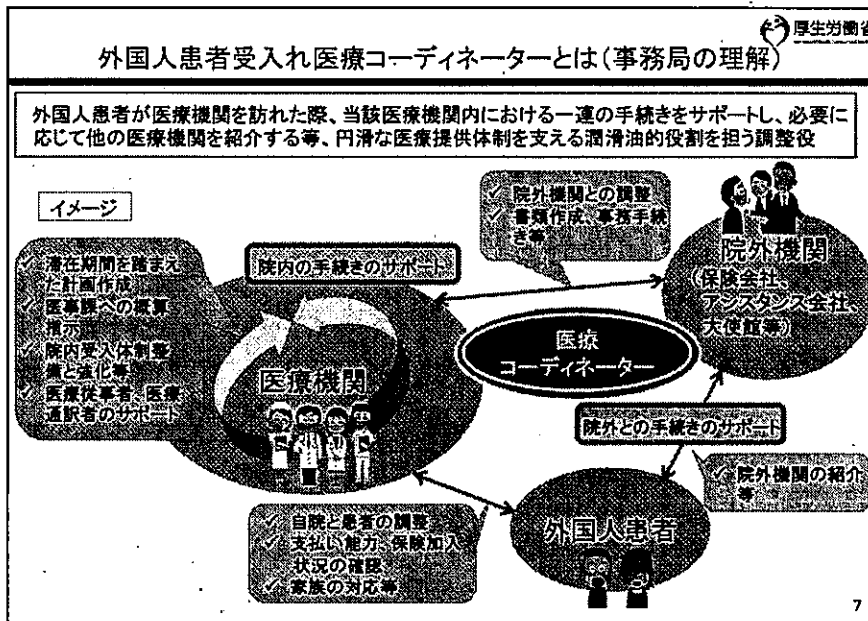 厚生労働省
外国人患者受入れ医療コーディネーターとは(事務局の理解)
外国人患者が医療機関を訪れた際、当該医療機関内における一連の手続きをサポートし、必要に
応じて他の医療機関を紹介する等、円滑な医療提供体制を支える潤滑油的役割を担う調整役
イメージ
✓ 滞在期間を踏まえ
た計画作成
✓ 医事課への概算
提示
✓ 院内受入体制整
備と強化等
✓ 医療従事者、医療
通訳者のサポート
院内の手続きのサポート
医療機関
✓ 院外機関との調整
✓ 書類作成、事務手続
き等
院外機関
(保険会社、
アシスタンス会社、
大使館等)
医療
コーディネーター
院外との手続きのサポート
✓ 院外機関の紹介
等
✓ 自院と患者の調整
✓ 支払い能力、保険加入
状況の確認
✓ 家族の対応等
外国人患者
7